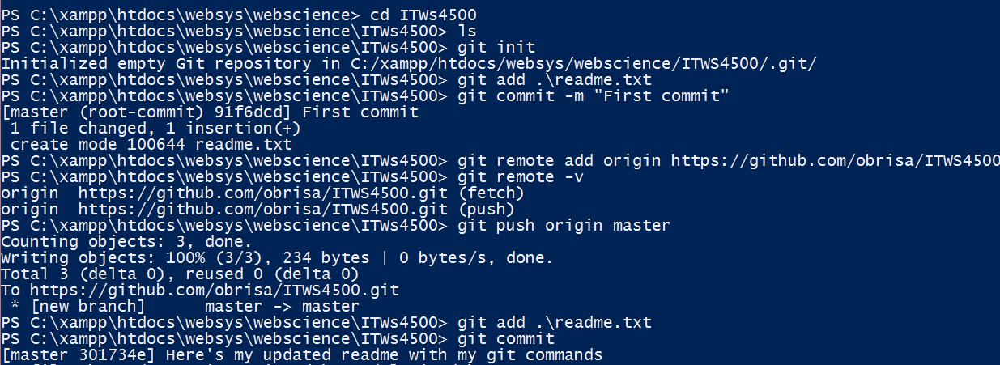 PS C:\xampp\htdocs\websys\webscience> cd ITWs4500
PS C:\xampp\htdocs\websys\webscience\ITWs4500> ls
PS C:\xampp\htdocs\websys\webscience\ITWs4500> git init
Initialized empty Git repository in C:/xampp/htdocs/websys/webscience/ITWS4500/.git/
PS C:\xampp\htdocs\websys\webscience\ITWs4500> git add .\readme.txt
PS C:\xampp\htdocs\websys\webscience\ITWs4500> git commit -m "First commit"
[master (root-commit) 91f6dcd] First commit
 1 file changed, 1 insertion(+)
 create mode 100644 readme.txt
PS C:\xampp\htdocs\websys\webscience\ITWs4500> git remote add origin https://github.com/obrisa/ITWS4500
PS C:\xampp\htdocs\websys\webscience\ITWs4500> git remote -v
origin  https://github.com/obrisa/ITWS4500.git (fetch)
origin  https://github.com/obrisa/ITWS4500.git (push)
PS C:\xampp\htdocs\websys\webscience\ITWs4500> git push origin master
Counting objects: 3, done.
Writing objects: 100% (3/3), 234 bytes | 0 bytes/s, done.
Total 3 (delta 0), reused 0 (delta 0)
To https://github.com/obrisa/ITWS4500.git
 * [new branch]      master -> master
PS C:\xampp\htdocs\websys\webscience\ITWs4500> git add .\readme.txt
PS C:\xampp\htdocs\websys\webscience\ITWs4500> git commit
[master 301734e] Here's my updated readme with my git commands